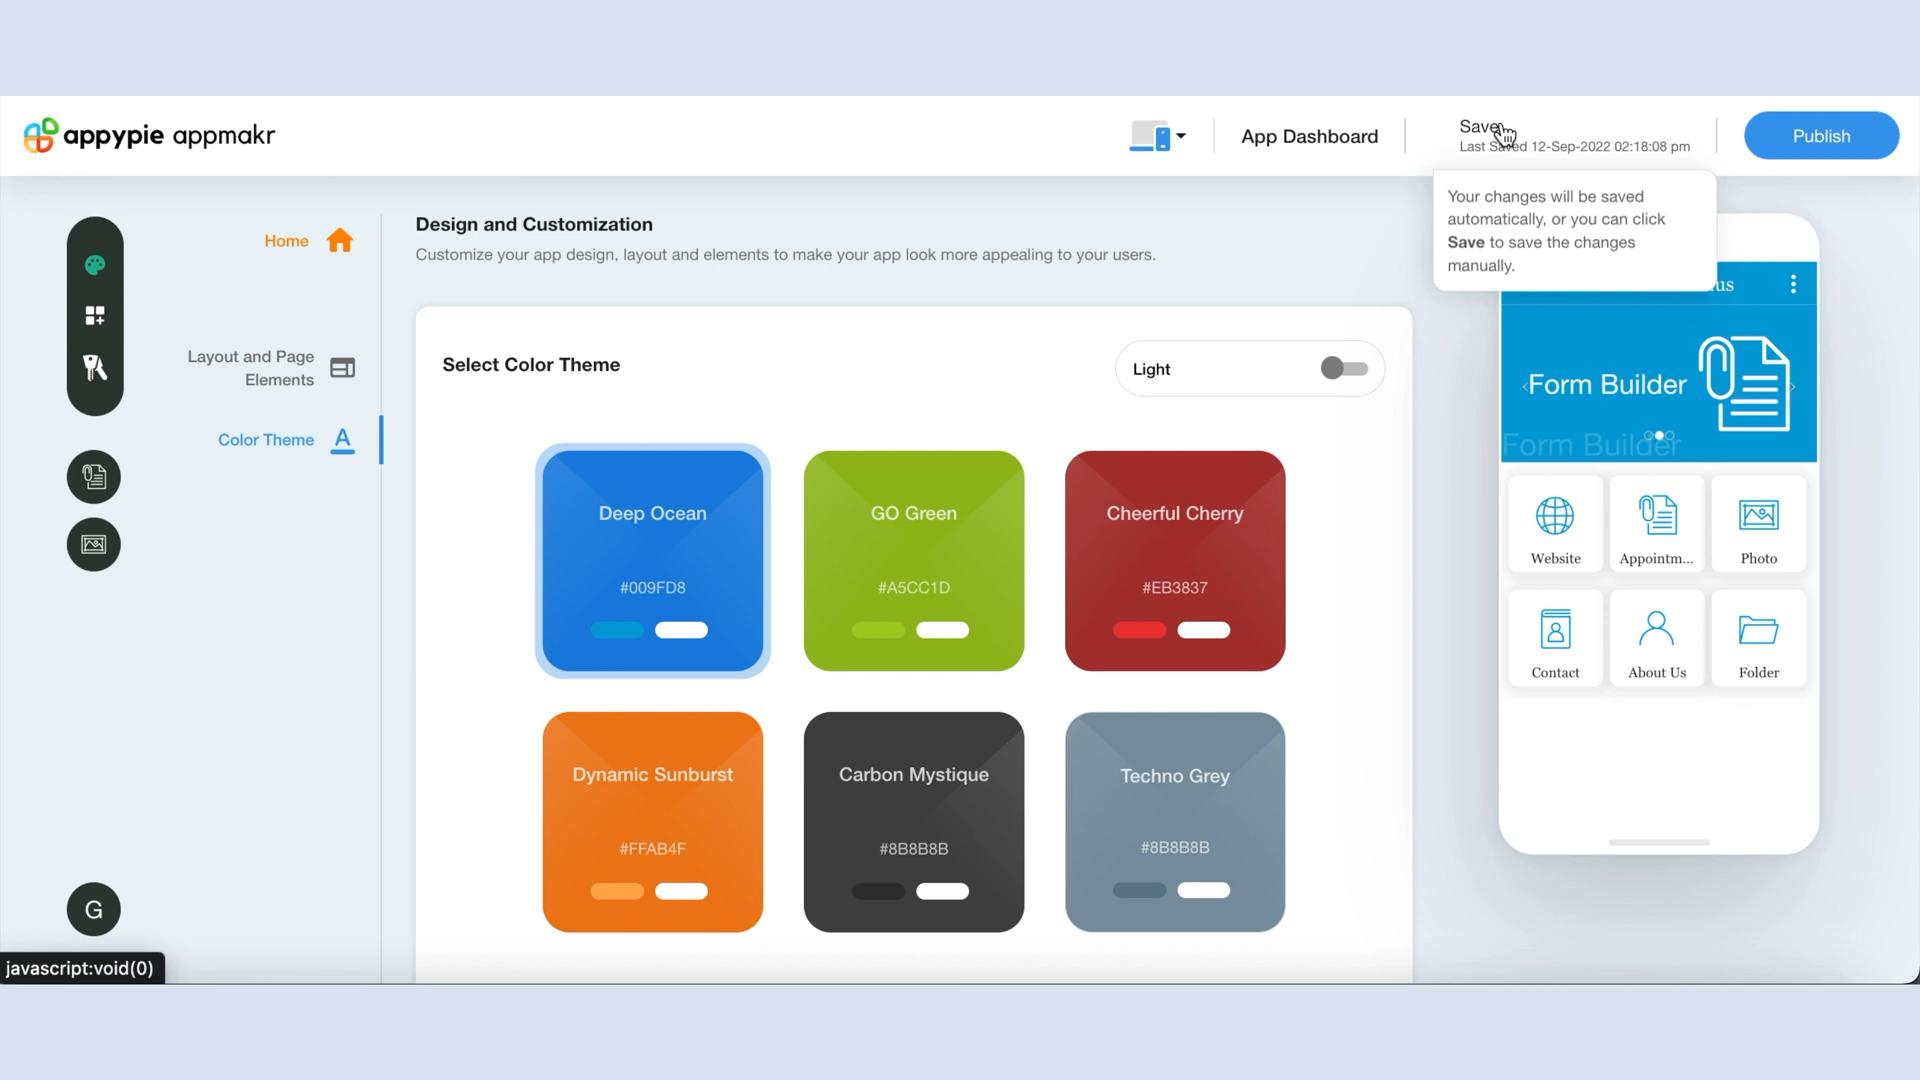 appypie appmakr
App Dashboard
Save
Last Saved 12-Sep-2022 02:18:08 pm
Publish
Your changes will be saved
automatically, or you can click
Save to save the changes
manually.
Home
Layout and Page
Elements
Color Theme
A
Design and Customization
Customize your app design, layout and elements to make your app look more appealing to your users.
Select Color Theme
Light
Deep Ocean
#009FD8
GO Green
#A5CC1D
Cheerful Cherry
#EB3837
Dynamic Sunburst
#FFAB4F
Carbon Mystique
#8B8B8B
Techno Grey
#8B8B8B
us
Form Builder
Form Builder
Website
Appointm...
Photo
Contact
About Us
Folder
G
javascript:void(0)